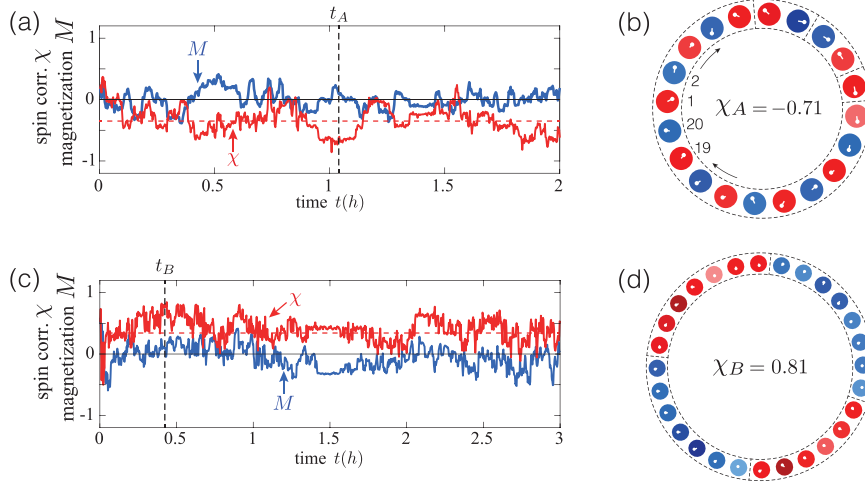 (a)
t_A
spin corr. χ
magnetization M
1
0
-1
M
χ
0
0.5
1
1.5
2
time t(h)
(b)
2
1
20
19
χ_A = −0.71
(c)
t_B
spin corr. χ
magnetization M
1
0
-1
χ
M
0
0.5
1
1.5
2
2.5
3
time t(h)
(d)
χ_B = 0.81